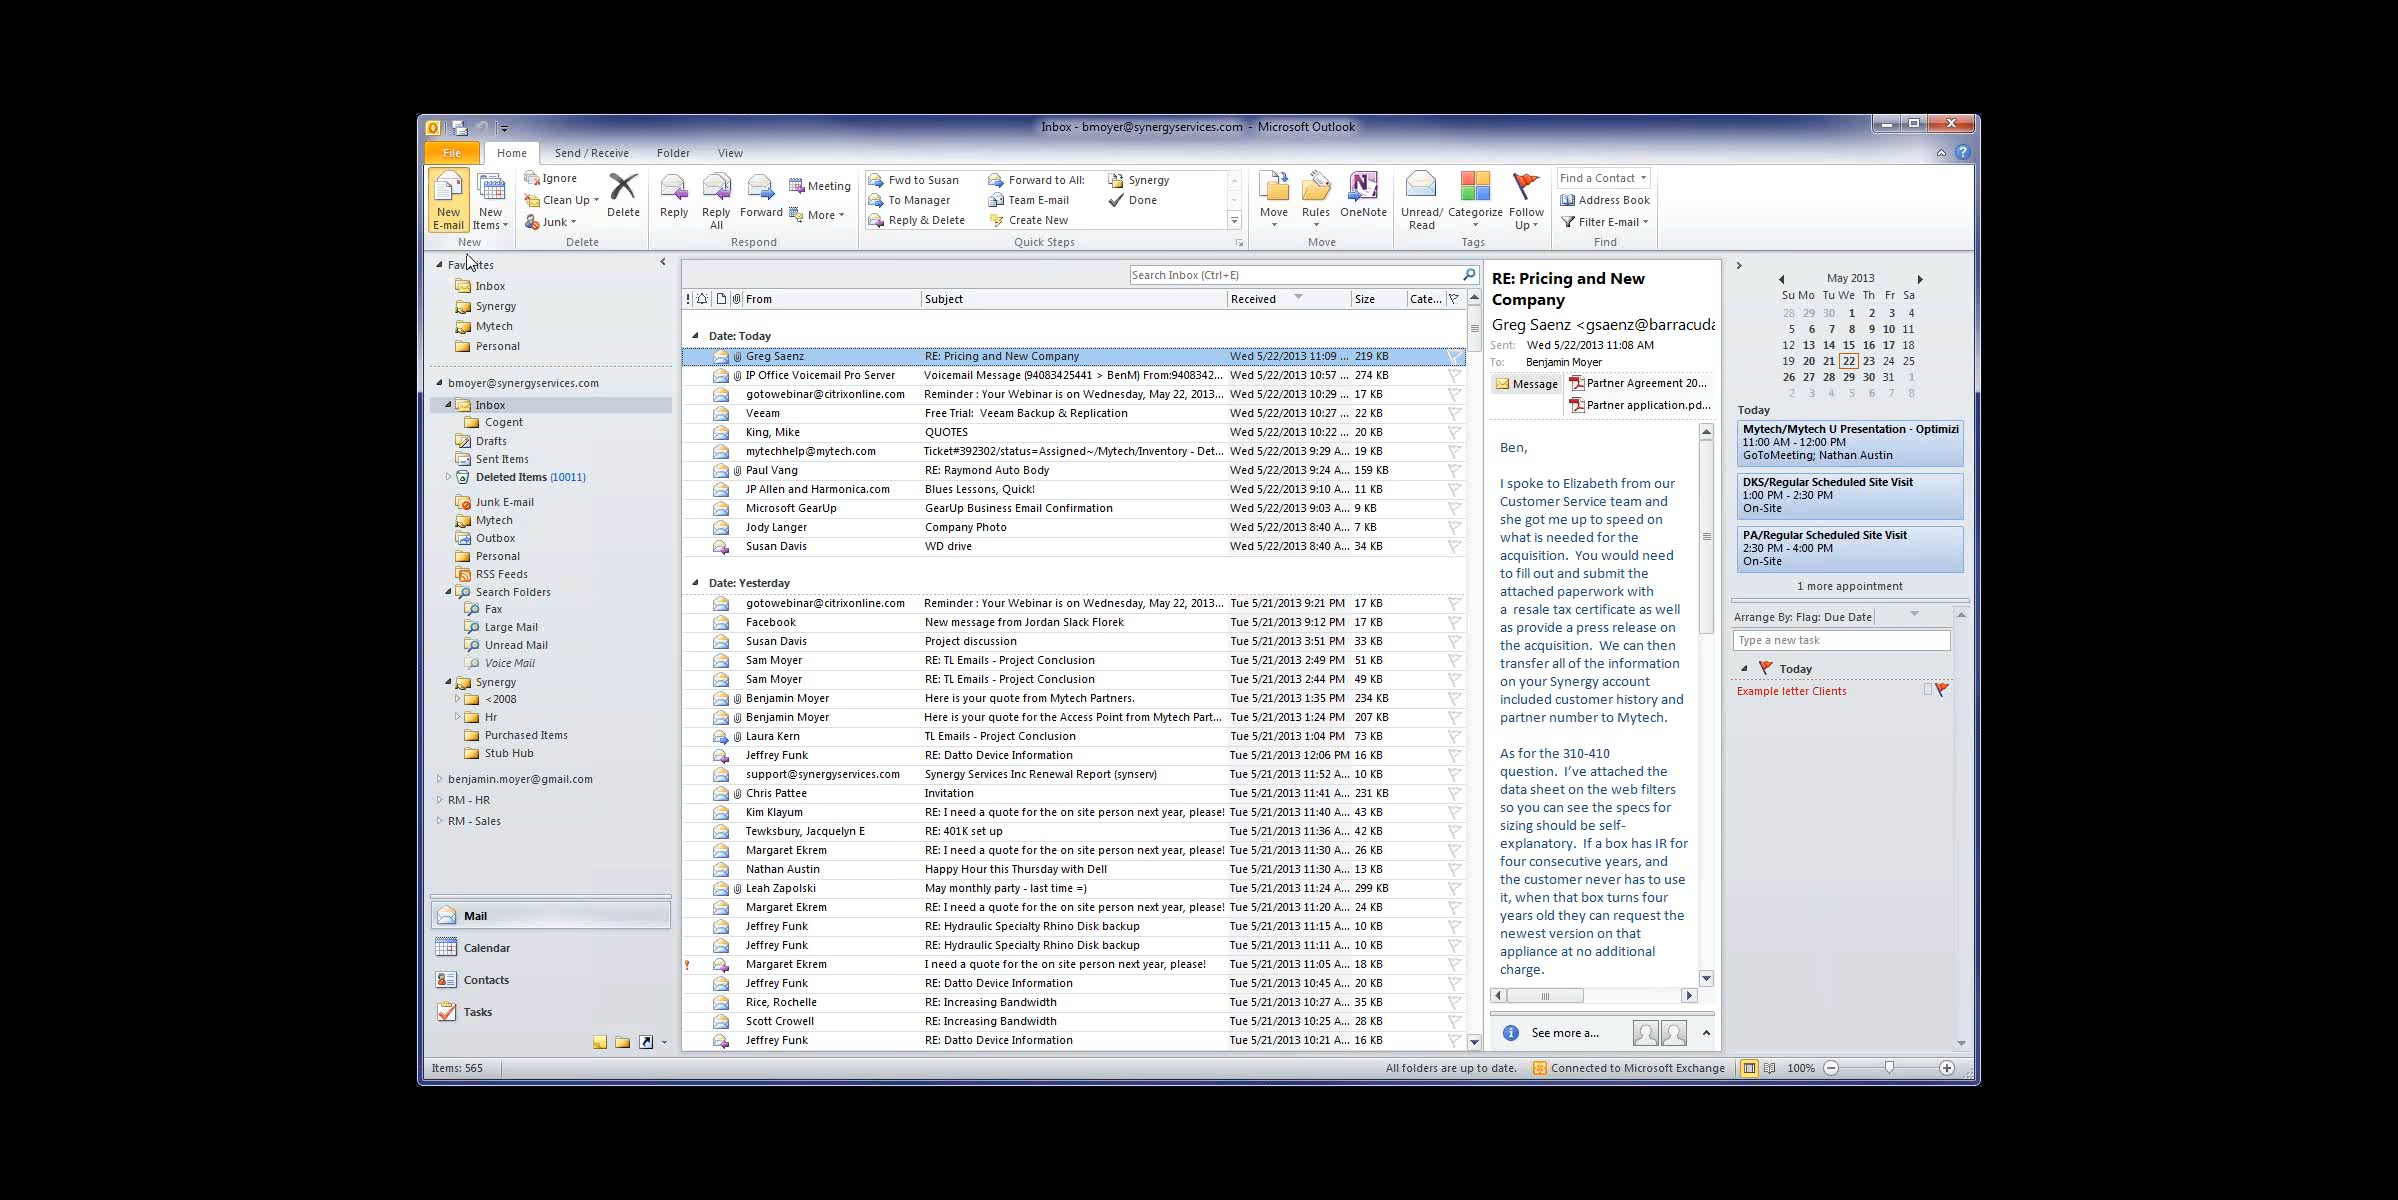 Inbox - bmoyer@synergyservices.com - Microsoft Outlook
File Home Send / Receive Folder View
New E-mail
New Items
Ignore
Clean Up
Junk
Delete
Reply
Reply All
Forward
Meeting
More
Fwd to Susan
To Manager
Reply & Delete
Forward to All:
Team E-mail
Create New
Synergy
Done
Move
Rules
OneNote
Unread/ Read
Categorize
Follow Up
Find a Contact
Address Book
Filter E-mail
New Delete Respond Quick Steps Move Tags Find
Inbox
Synergy
Mytech
Personal
bmoyer@synergyservices.com
Inbox
Cogent
Drafts
Sent Items
Deleted Items (10011)
Junk E-mail
Mytech
Outbox
Personal
RSS Feeds
Search Folders
Fax
Large Mail
Unread Mail
Voice Mail
Synergy
<2008
Hr
Purchased Items
Stub Hub
benjamin.moyer@gmail.com
RM - HR
RM - Sales
Mail
Calendar
Contacts
Tasks
Search Inbox (Ctrl+E)
! From Subject Received Size Cate...
Date: Today
Greg Saenz RE: Pricing and New Company Wed 5/22/2013 11:09 ... 219 KB
IP Office Voicemail Pro Server Voicemail Message (94083425441 > BenM) From:9408342... Wed 5/22/2013 10:57 ... 274 KB
gotowebinar@citrixonline.com Reminder : Your Webinar is on Wednesday, May 22, 2013... Wed 5/22/2013 10:29 ... 17 KB
Veeam Free Trial: Veeam Backup & Replication Wed 5/22/2013 10:27 ... 22 KB
King, Mike QUOTES Wed 5/22/2013 10:22 ... 20 KB
mytechhelp@mytech.com Ticket#392302/status=Assigned~/Mytech/Inventory - Det... Wed 5/22/2013 9:29 A... 19 KB
Paul Vang RE: Raymond Auto Body Wed 5/22/2013 9:24 A... 159 KB
JP Allen and Harmonica.com Blues Lessons, Quick! Wed 5/22/2013 9:10 A... 11 KB
Microsoft GearUp GearUp Business Email Confirmation Wed 5/22/2013 9:03 A... 9 KB
Jody Langer Company Photo Wed 5/22/2013 8:40 A... 7 KB
Susan Davis WD drive Wed 5/22/2013 8:40 A... 34 KB
Date: Yesterday
gotowebinar@citrixonline.com Reminder : Your Webinar is on Wednesday, May 22, 2013... Tue 5/21/2013 9:21 PM 17 KB
Facebook New message from Jordan Slack Florek Tue 5/21/2013 9:12 PM 17 KB
Susan Davis Project discussion Tue 5/21/2013 3:51 PM 33 KB
Sam Moyer RE: TL Emails - Project Conclusion Tue 5/21/2013 2:49 PM 51 KB
Sam Moyer RE: TL Emails - Project Conclusion Tue 5/21/2013 2:44 PM 49 KB
Benjamin Moyer Here is your quote from Mytech Partners. Tue 5/21/2013 1:35 PM 234 KB
Benjamin Moyer Here is your quote for the Access Point from Mytech Part... Tue 5/21/2013 1:24 PM 207 KB
Laura Kern TL Emails - Project Conclusion Tue 5/21/2013 1:04 PM 73 KB
Jeffrey Funk RE: Datto Device Information Tue 5/21/2013 12:06 PM 16 KB
support@synergyservices.com Synergy Services Inc Renewal Report (synserv) Tue 5/21/2013 11:52 A... 10 KB
Chris Pattee Invitation Tue 5/21/2013 11:41 A... 231 KB
Kim Klayum RE: I need a quote for the on site person next year, please! Tue 5/21/2013 11:40 A... 43 KB
Tewksbury, Jacquelyn E RE: 401K set up Tue 5/21/2013 11:36 A... 42 KB
Margaret Ekrem RE: I need a quote for the on site person next year, please! Tue 5/21/2013 11:30 A... 26 KB
Nathan Austin Happy Hour this Thursday with Dell Tue 5/21/2013 11:30 A... 13 KB
Leah Zapolski May monthly party - last time =) Tue 5/21/2013 11:24 A... 299 KB
Margaret Ekrem RE: I need a quote for the on site person next year, please! Tue 5/21/2013 11:20 A... 24 KB
Jeffrey Funk RE: Hydraulic Specialty Rhino Disk backup Tue 5/21/2013 11:15 A... 10 KB
Jeffrey Funk RE: Hydraulic Specialty Rhino Disk backup Tue 5/21/2013 11:11 A... 10 KB
! Margaret Ekrem I need a quote for the on site person next year, please! Tue 5/21/2013 11:05 A... 18 KB
Jeffrey Funk RE: Datto Device Information Tue 5/21/2013 10:45 A... 20 KB
Rice, Rochelle RE: Increasing Bandwidth Tue 5/21/2013 10:27 A... 35 KB
Scott Crowell RE: Increasing Bandwidth Tue 5/21/2013 10:25 A... 28 KB
Jeffrey Funk RE: Datto Device Information Tue 5/21/2013 10:21 A... 16 KB
RE: Pricing and New
Company
Greg Saenz <gsaenz@barracuda
Sent: Wed 5/22/2013 11:08 AM
To: Benjamin Moyer
Message Partner Agreement 20...
Partner application.pd...
Ben,
I spoke to Elizabeth from our
Customer Service team and
she got me up to speed on
what is needed for the
acquisition. You would need
to fill out and submit the
attached paperwork with
a resale tax certificate as well
as provide a press release on
the acquisition. We can then
transfer all of the information
on your Synergy account
included customer history and
partner number to Mytech.
As for the 310-410
question. I've attached the
data sheet on the web filters
so you can see the specs for
sizing should be self-
explanatory. If a box has IR for
four consecutive years, and
the customer never has to use
it, when that box turns four
years old they can request the
newest version on that
appliance at no additional
charge.
See more a...
May 2013
Su Mo Tu We Th Fr Sa
28 29 30 1 2 3 4
5 6 7 8 9 10 11
12 13 14 15 16 17 18
19 20 21 22 23 24 25
26 27 28 29 30 31 1
2 3 4 5 6 7 8
Today
Mytech/Mytech U Presentation - Optimizi
11:00 AM - 12:00 PM
GoToMeeting; Nathan Austin
DKS/Regular Scheduled Site Visit
1:00 PM - 2:30 PM
On-Site
PA/Regular Scheduled Site Visit
2:30 PM - 4:00 PM
On-Site
1 more appointment
Arrange By: Flag: Due Date
Type a new task
Today
Example letter Clients
Items: 565 All folders are up to date. Connected to Microsoft Exchange 100%